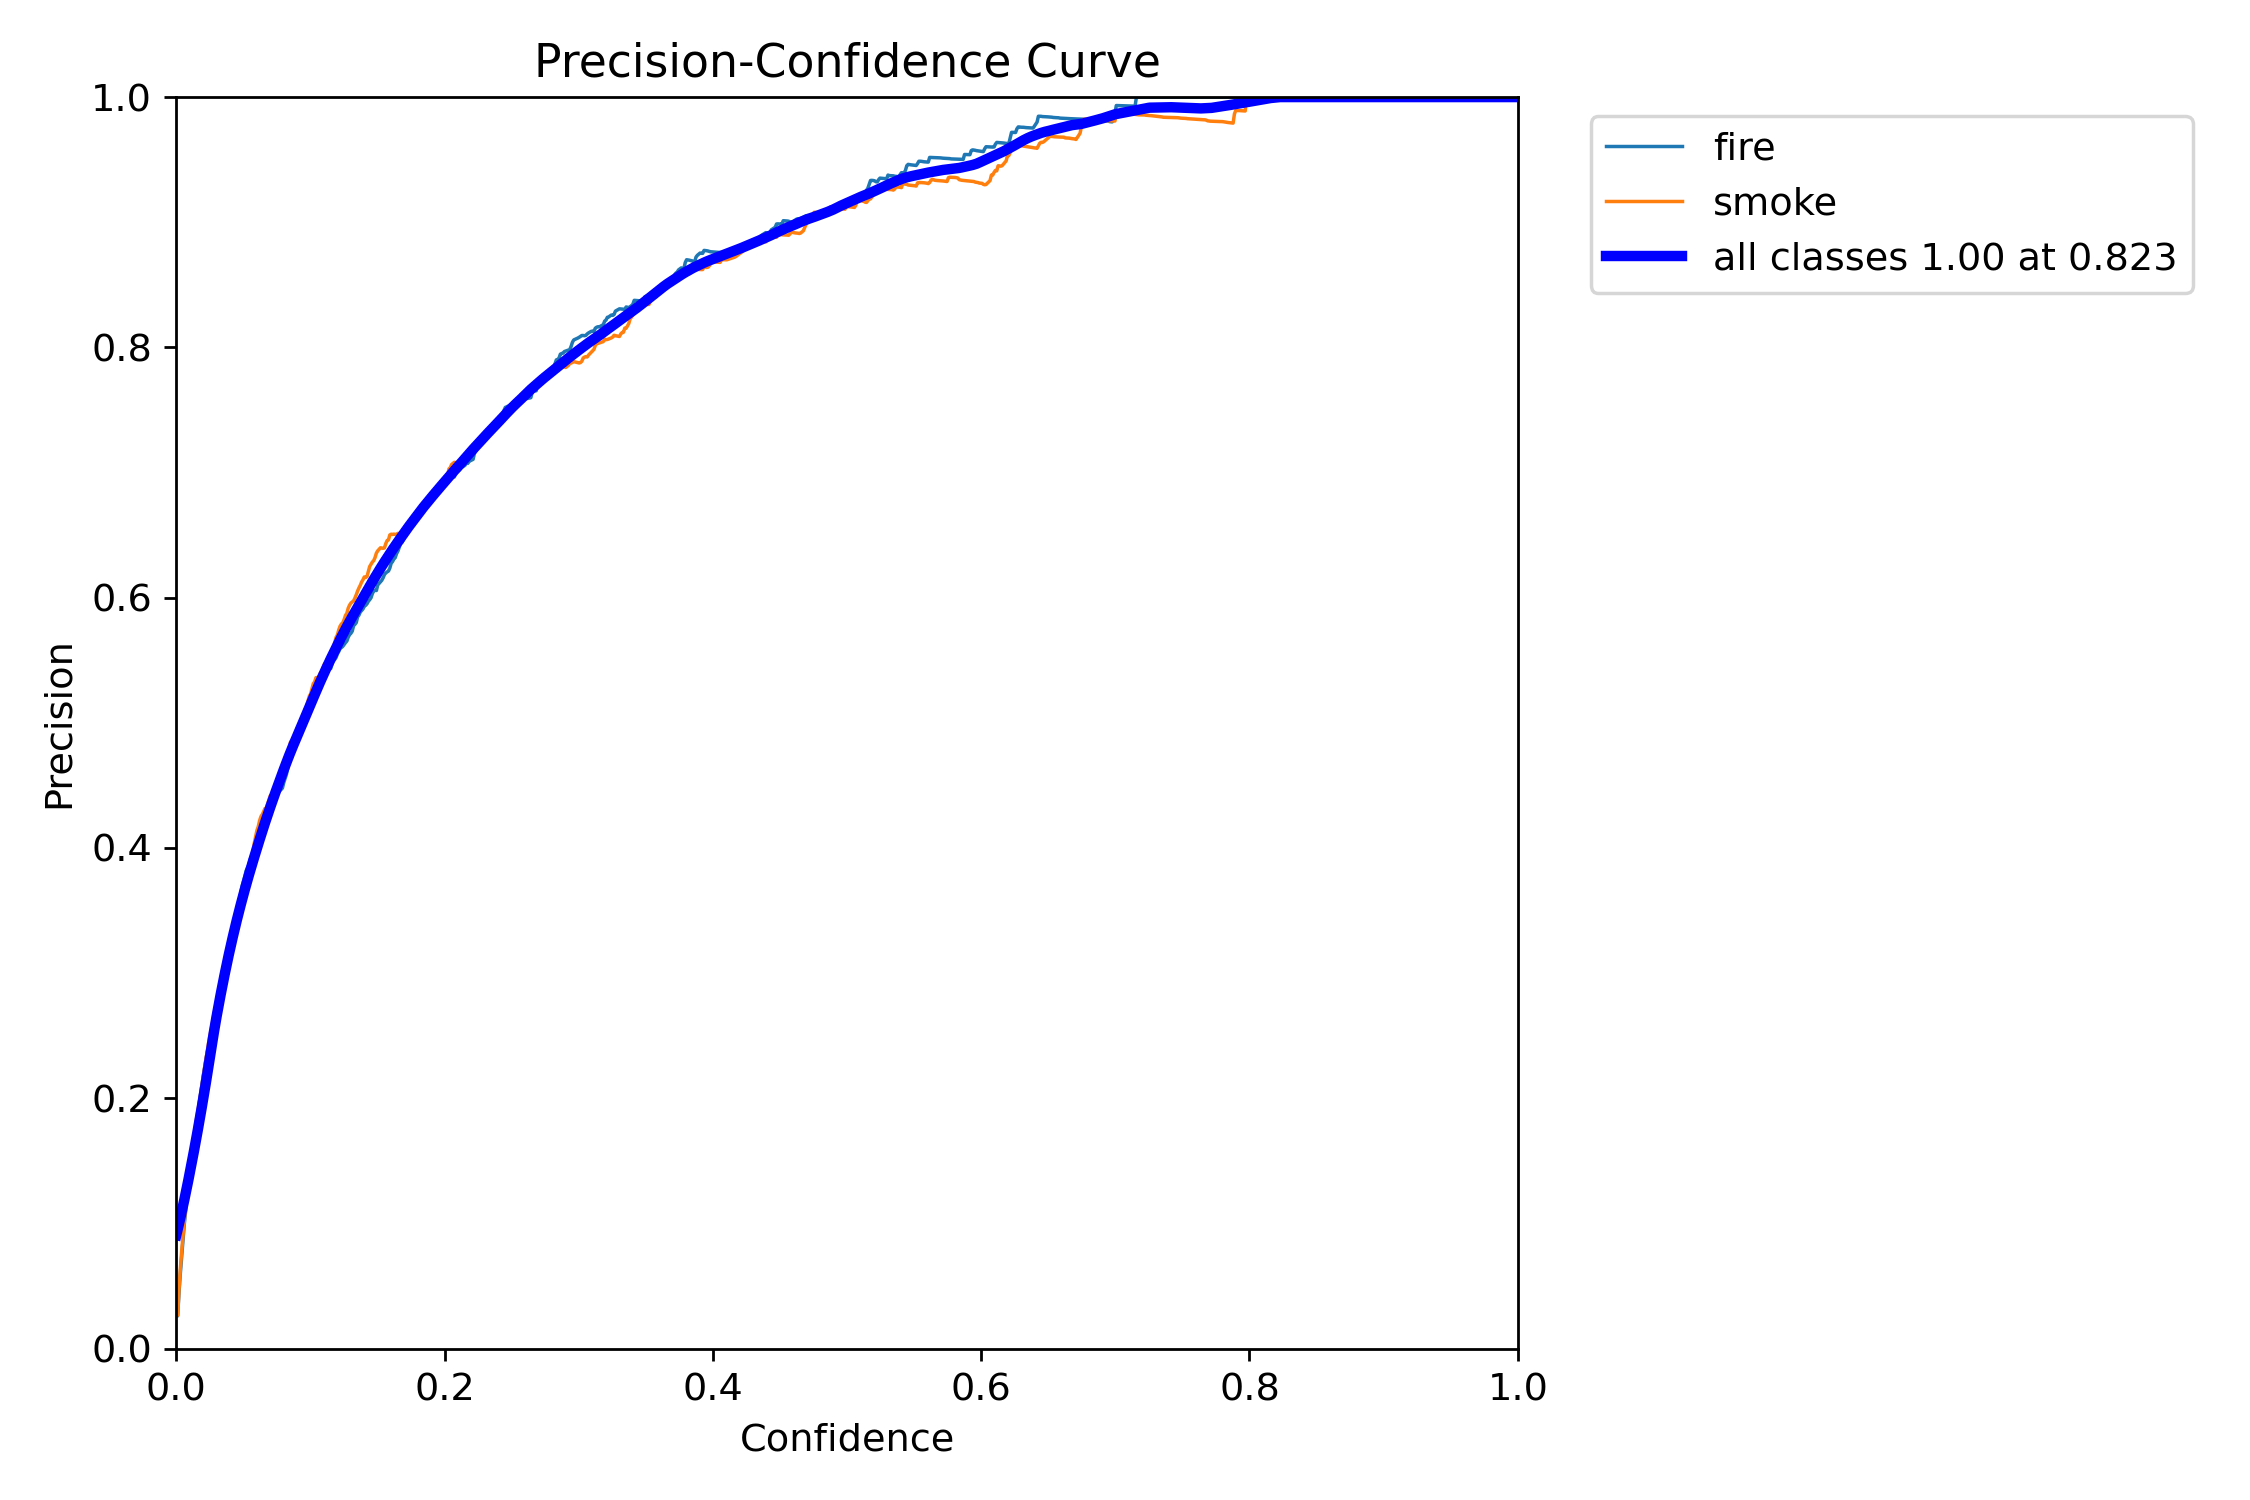 Precision-Confidence Curve
1.0
0.8
0.6
0.4
0.2
0.0
Precision
0.0 0.2 0.4 0.6 0.8 1.0
Confidence
fire
smoke
all classes 1.00 at 0.823